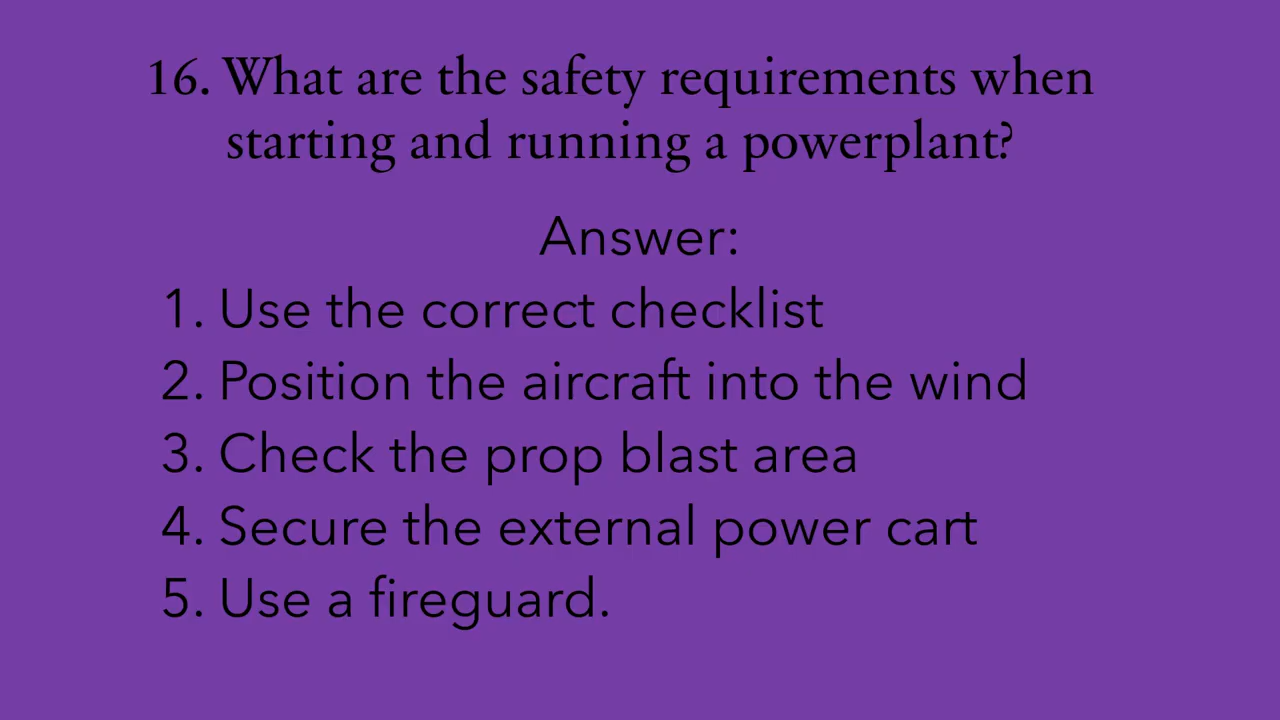 16. What are the safety requirements when
starting and running a powerplant?
Answer:
1. Use the correct checklist
2. Position the aircraft into the wind
3. Check the prop blast area
4. Secure the external power cart
5. Use a fireguard.